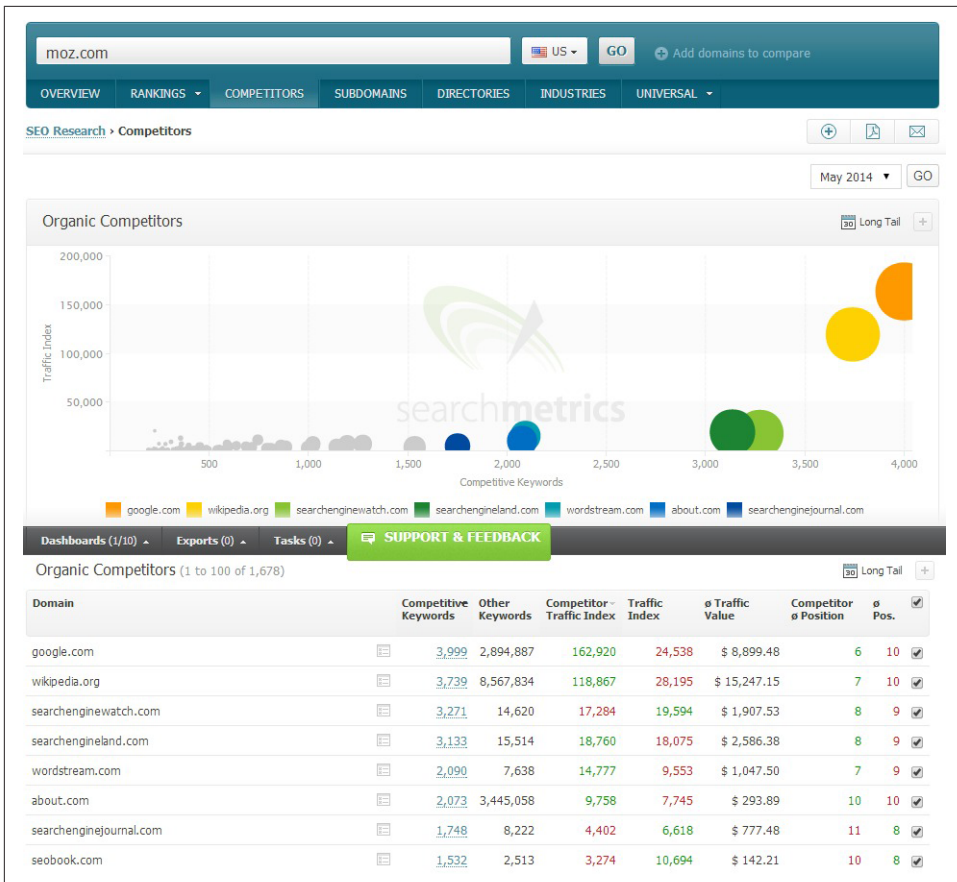 moz.com US GO Add domains to compare
OVERVIEW RANKINGS COMPETITORS SUBDOMAINS DIRECTORIES INDUSTRIES UNIVERSAL
SEO Research › Competitors
May 2014 GO
Organic Competitors 30 Long Tail
200,000
150,000
100,000
50,000
Traffic Index
searchmetrics
500 1,000 1,500 2,000 2,500 3,000 3,500 4,000
Competitive Keywords
google.com wikipedia.org searchenginewatch.com searchengineland.com wordstream.com about.com searchenginejournal.com
Dashboards (1/10) Exports (0) Tasks (0) SUPPORT & FEEDBACK
Organic Competitors (1 to 100 of 1,678) 30 Long Tail
Domain Competitive Other Competitor Traffic ø Traffic Competitor ø
Keywords Keywords Traffic Index Index Value ø Position Pos.
google.com 3,999 2,894,887 162,920 24,538 $ 8,899.48 6 10
wikipedia.org 3,739 8,567,834 118,867 28,195 $ 15,247.15 7 10
searchenginewatch.com 3,271 14,620 17,284 19,594 $ 1,907.53 8 9
searchengineland.com 3,133 15,514 18,760 18,075 $ 2,586.38 8 9
wordstream.com 2,090 7,638 14,777 9,553 $ 1,047.50 7 9
about.com 2,073 3,445,058 9,758 7,745 $ 293.89 10 10
searchenginejournal.com 1,748 8,222 4,402 6,618 $ 777.48 11 8
seobook.com 1,532 2,513 3,274 10,694 $ 142.21 10 8